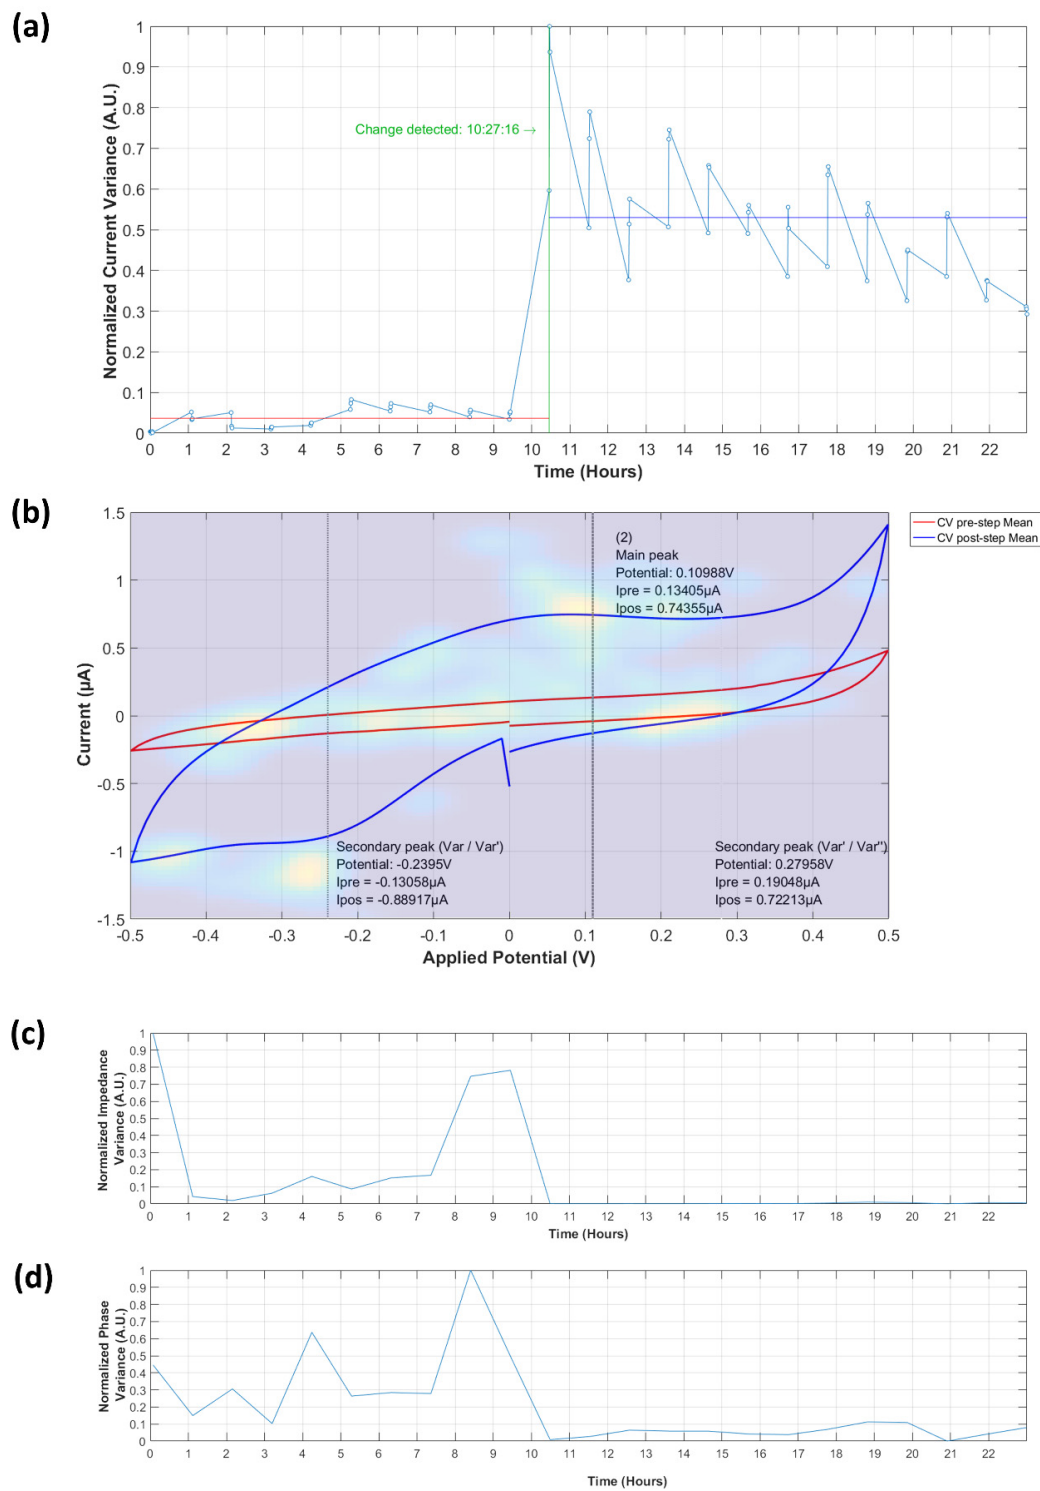 (a)
Normalized Current Variance (A.U.)
1
0.9
0.8
0.7
0.6
0.5
0.4
0.3
0.2
0.1
0
Change detected: 10:27:16 →
0 1 2 3 4 5 6 7 8 9 10 11 12 13 14 15 16 17 18 19 20 21 22
Time (Hours)
(b)
Current (µA)
1.5
1
0.5
0
-0.5
-1
-1.5
CV pre-step Mean
CV post-step Mean
(2)
Main peak
Potential: 0.10988V
Ipre = 0.13405µA
Ipos = 0.74355µA
Secondary peak (Var / Var')
Potential: -0.2395V
Ipre = -0.13058µA
Ipos = -0.88917µA
Secondary peak (Var' / Var'')
Potential: 0.27958V
Ipre = 0.19048µA
Ipos = 0.72213µA
-0.5 -0.4 -0.3 -0.2 -0.1 0 0.1 0.2 0.3 0.4 0.5
Applied Potential (V)
(c)
Normalized Impedance
Variance (A.U.)
1
0.9
0.8
0.7
0.6
0.5
0.4
0.3
0.2
0.1
0
0 1 2 3 4 5 6 7 8 9 10 11 12 13 14 15 16 17 18 19 20 21 22
Time (Hours)
(d)
Normalized Phase
Variance (A.U.)
1
0.9
0.8
0.7
0.6
0.5
0.4
0.3
0.2
0.1
0
0 1 2 3 4 5 6 7 8 9 10 11 12 13 14 15 16 17 18 19 20 21 22
Time (Hours)